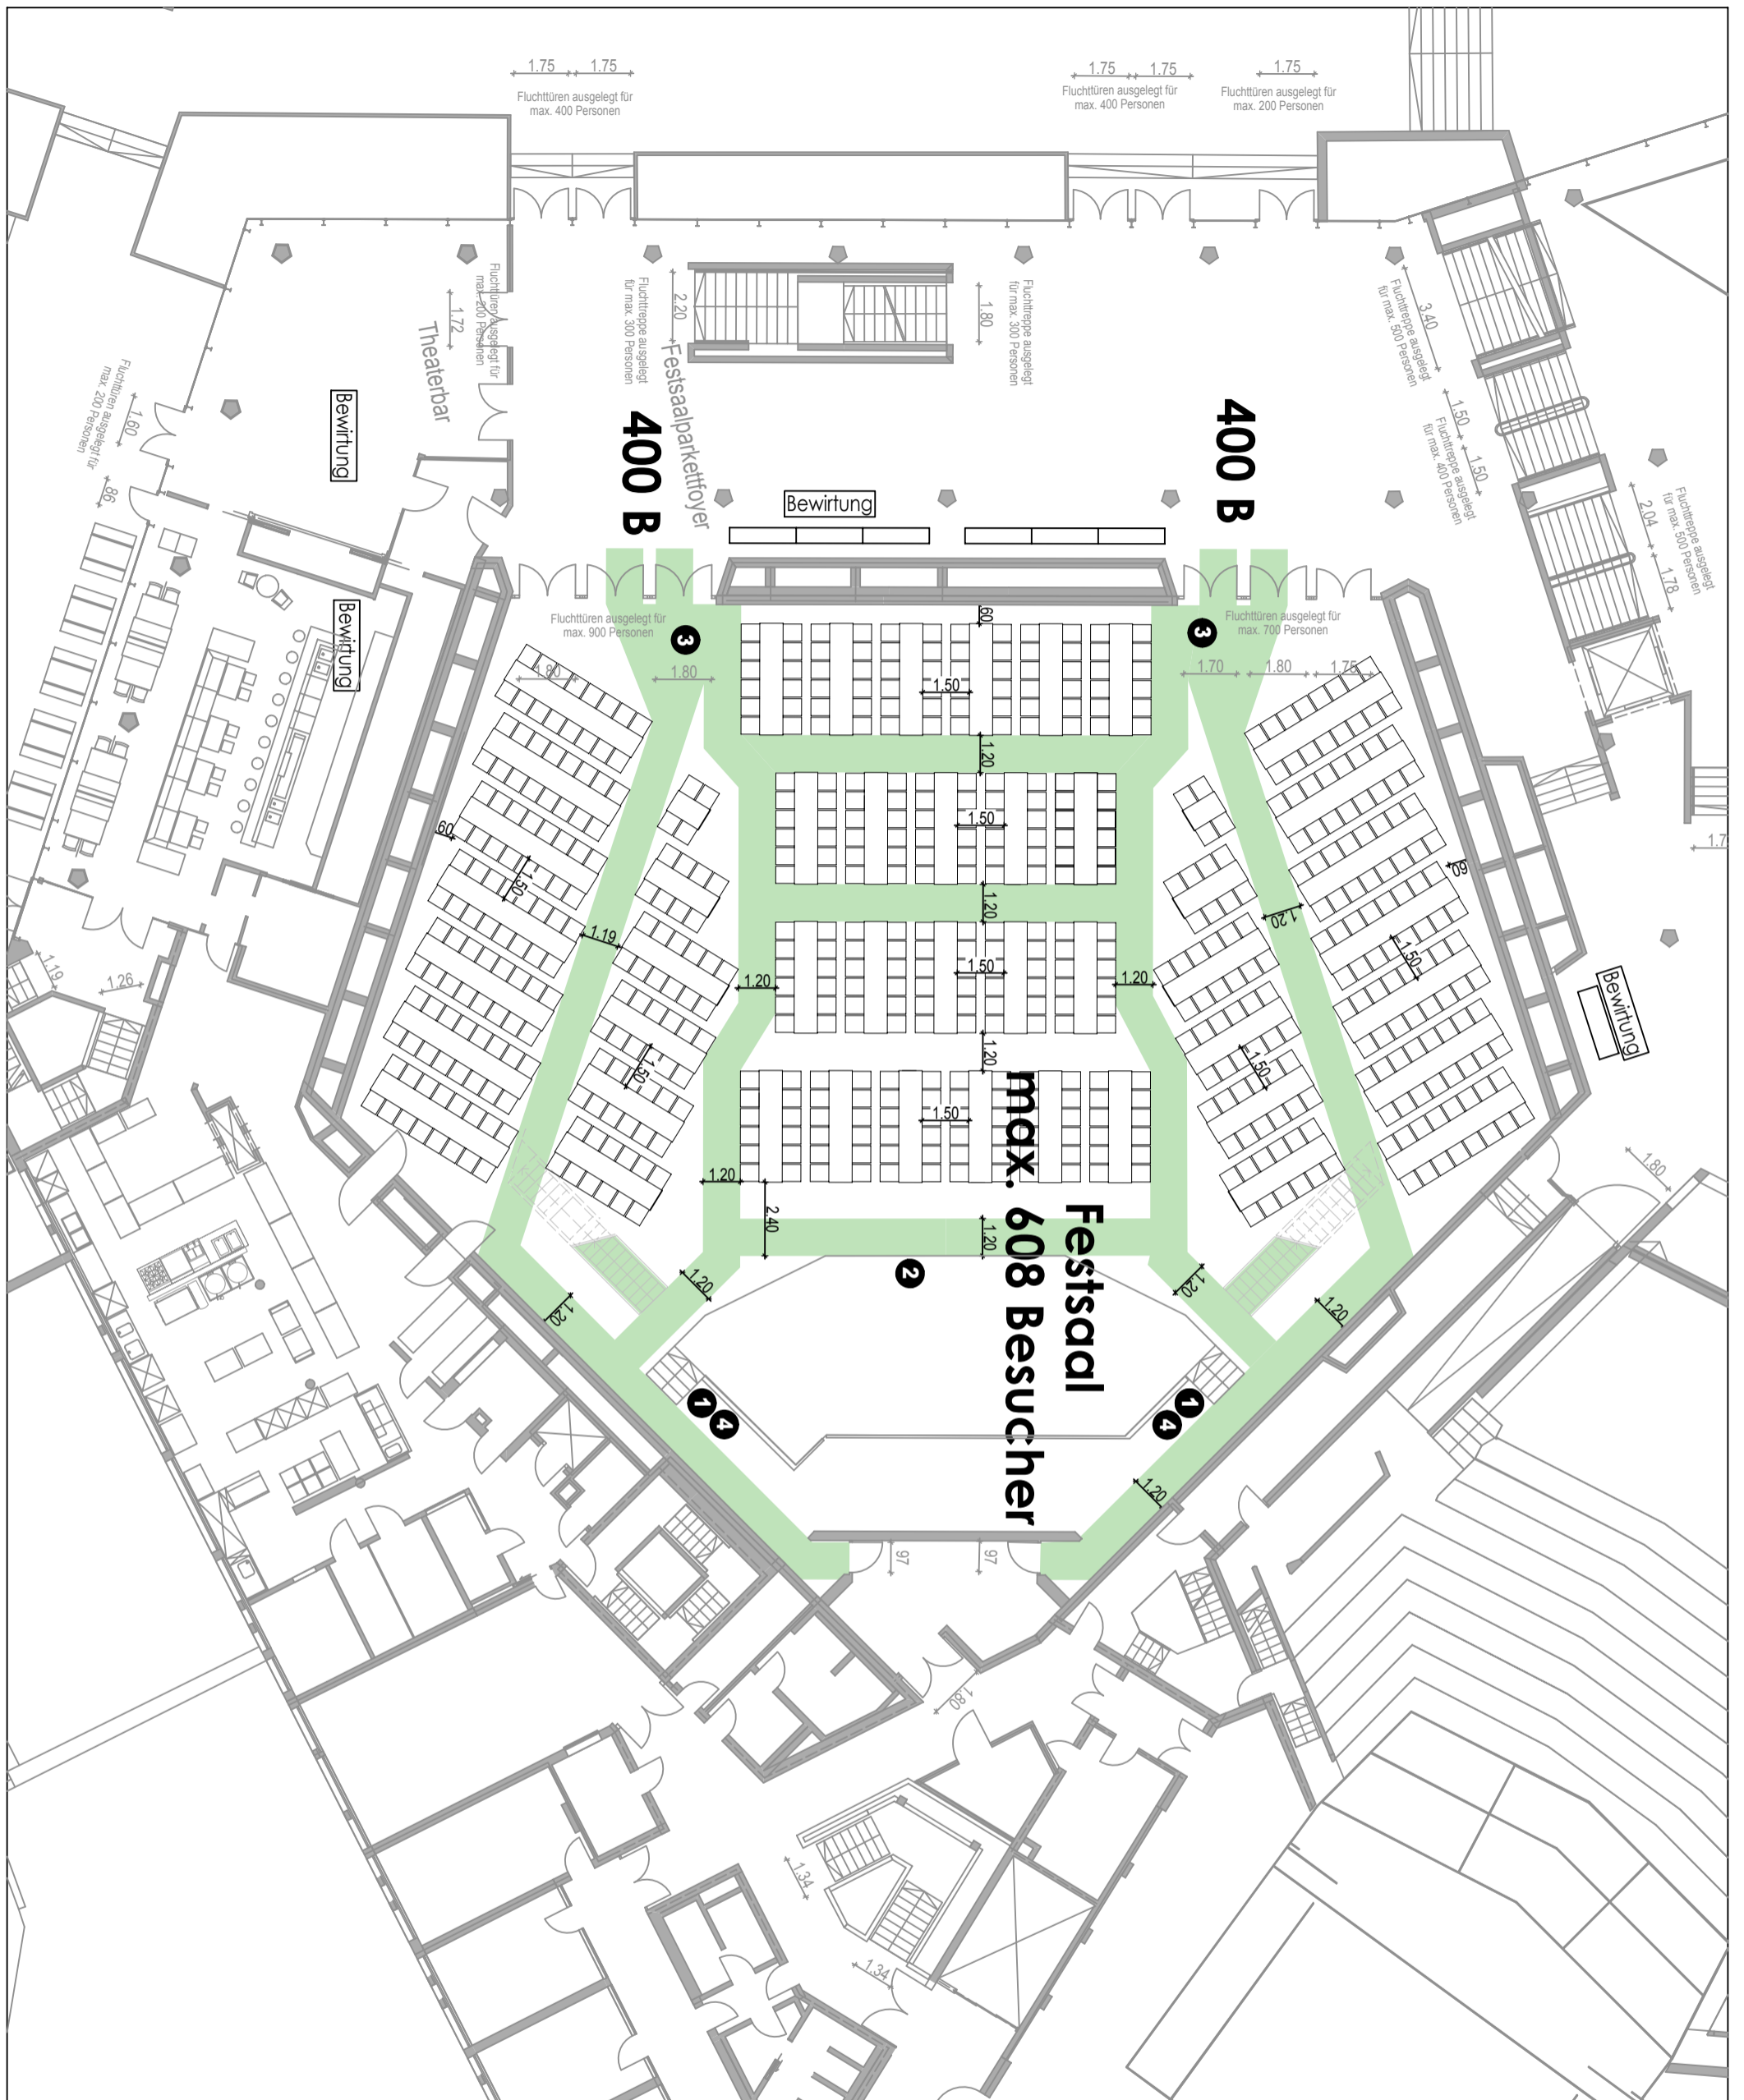 1.75
1.75
Fluchttüren ausgelegt für
max. 400 Personen
1.75
1.75
Fluchttüren ausgelegt für
max. 400 Personen
1.75
Fluchttüren ausgelegt für
max. 200 Personen
Fluchttüren ausgelegt für
max. 200 Personen
1.72
Theaterbar
Fluchttreppe ausgelegt
für max. 300 Personen
2.20
Festsaalparkettfoyer
1.80
Fluchttreppe ausgelegt
für max. 300 Personen
3.40
Fluchttreppe ausgelegt
für max. 500 Personen
1.50
Fluchttreppe ausgelegt
für max. 400 Personen
1.50
2.04
Fluchttreppe ausgelegt
für max. 500 Personen
1.78
Fluchttüren ausgelegt für
max. 200 Personen
1.60
86
Bewirtung
400 B
400 B
Bewirtung
Bewirtung
Fluchttüren ausgelegt für
max. 900 Personen
3
60
3
Fluchttüren ausgelegt für
max. 700 Personen
1.80
1.80
1.50
1.70
1.80
1.75
1.20
1.50
60
1.50
1.20
1.20
60
1.7
1.19
1.20
1.50
1.20
1.50
1.19
1.26
Bewirtung
1.50
1.20
1.50
1.50
1.20
2.40
1.20
max. 608 Besucher
Festsaal
1.80
2
1.20
1.20
1.20
1.20
1
4
1
4
1.20
97
97
1.80
1.34
1.34